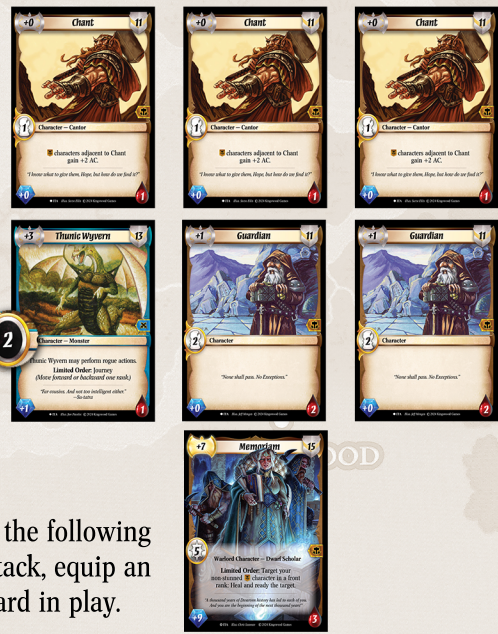 +0 Chant 11
+0 Chant 11
+0 Chant 11
1 Character – Cantor
1 Character – Cantor
1 Character – Cantor
characters adjacent to Chant
gain +2 AC.
characters adjacent to Chant
gain +2 AC.
characters adjacent to Chant
gain +2 AC.
"I know what to give them, Hope, but how do we find it?"
"I know what to give them, Hope, but how do we find it?"
"I know what to give them, Hope, but how do we find it?"
+0 1
+0 1
+0 1
+3 Thunic Wyvern 13
+1 Guardian 11
+1 Guardian 11
2 Character – Monster
2 Character
2 Character
Thunic Wyvern may perform rogue actions.
Limited Order: Journey
(Move forward or backward one rank.)
"For cousins. And not too intelligent either."
"None shall pass. No Exceptions."
"None shall pass. No Exceptions."
+1 1
+0 2
+0 2
+7 Memoriam 15
OOD
5
Warlord Character – Dwarf Scholar
Limited Order: Target your
non-stunned character in a front
rank; Heal and ready the target.
"A thousand years of Dwarven history has led to each of you.
And you are the beginning of the next thousand years."
+9 3
the following
tack, equip an
ard in play.